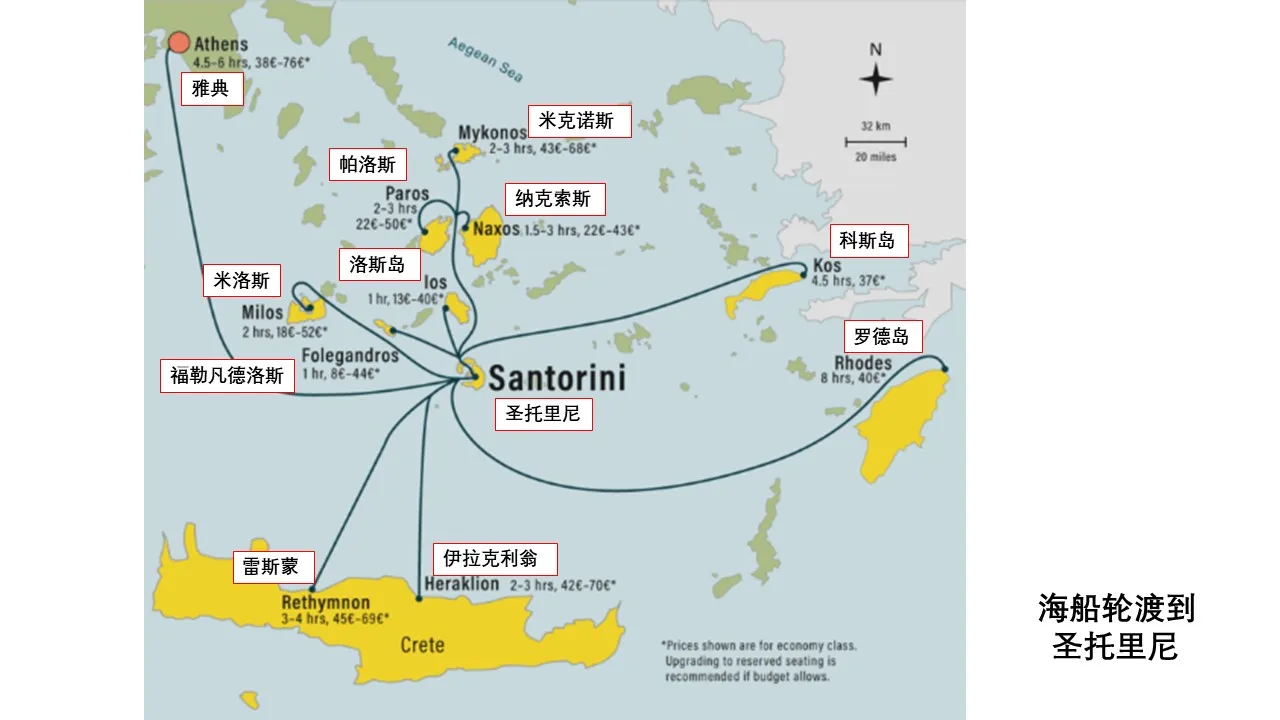 Athens
4.5–6 hrs, 38€–76€*
雅典
Aegean Sea
N
32 km
20 miles
米克诺斯
Mykonos
2–3 hrs, 43€–68€*
帕洛斯
Paros
2–3 hrs
22€–50€*
纳克索斯
Naxos 1.5–3 hrs, 22€–43€*
科斯岛
Kos
4.5 hrs, 37€*
洛斯岛
Ios
1 hr, 13€–40€*
米洛斯
Milos
2 hrs, 18€–52€*
罗德岛
Rhodes
8 hrs, 40€*
Folegandros
1 hr, 8€–44€*
福勒凡德洛斯
Santorini
圣托里尼
雷斯蒙
Rethymnon
3–4 hrs, 45€–69€*
伊拉克利翁
Heraklion 2–3 hrs, 42€–70€*
Crete
*Prices shown are for economy class.
Upgrading to reserved seating is
recommended if budget allows.
海船轮渡到
圣托里尼